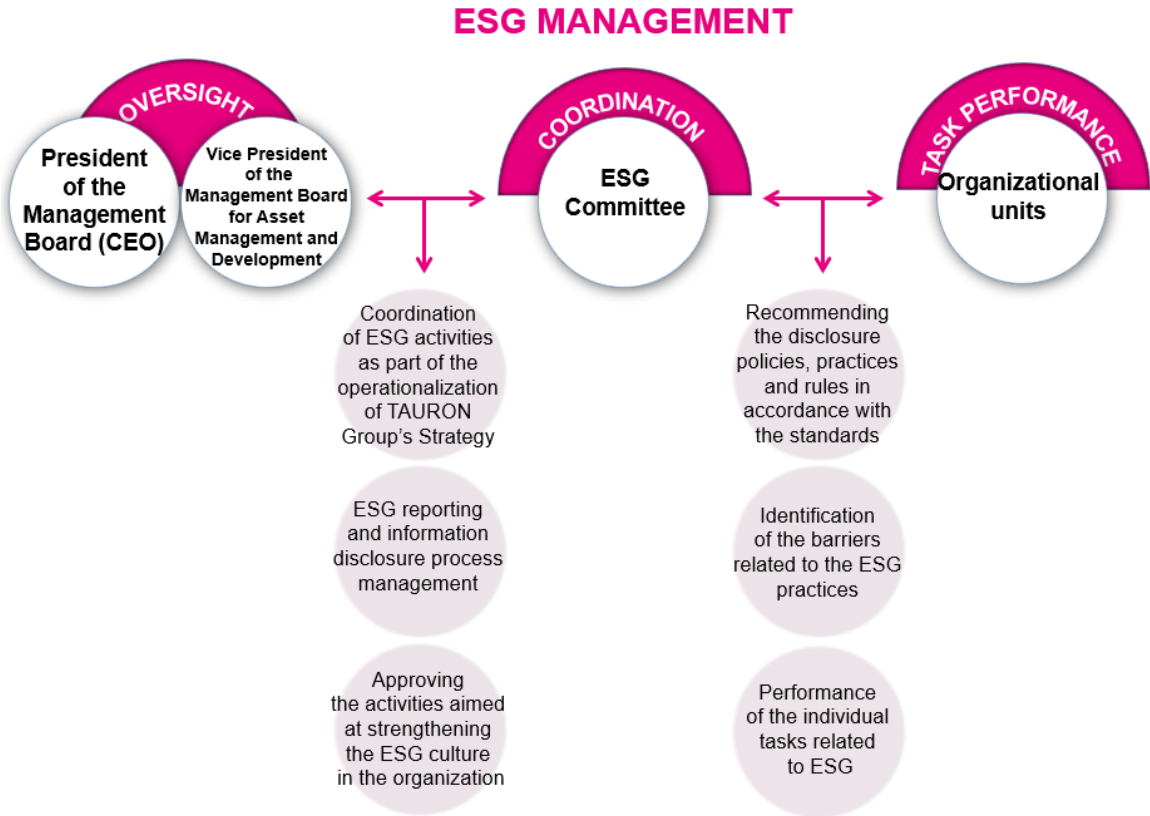 ESG MANAGEMENT
OVERSIGHT
President
of the
Management
Board (CEO)
Vice President
of the
Management Board
for Asset
Management and
Development
COORDINATION
ESG
Committee
TASK PERFORMANCE
Organizational
units
Coordination
of ESG activities
as part of the
operationalization
of TAURON
Group’s Strategy
ESG reporting
and information
disclosure process
management
Approving
the activities aimed
at strengthening
the ESG culture
in the organization
Recommending
the disclosure
policies, practices
and rules in
accordance with
the standards
Identification
of the barriers
related to the ESG
practices
Performance
of the individual
tasks related
to ESG